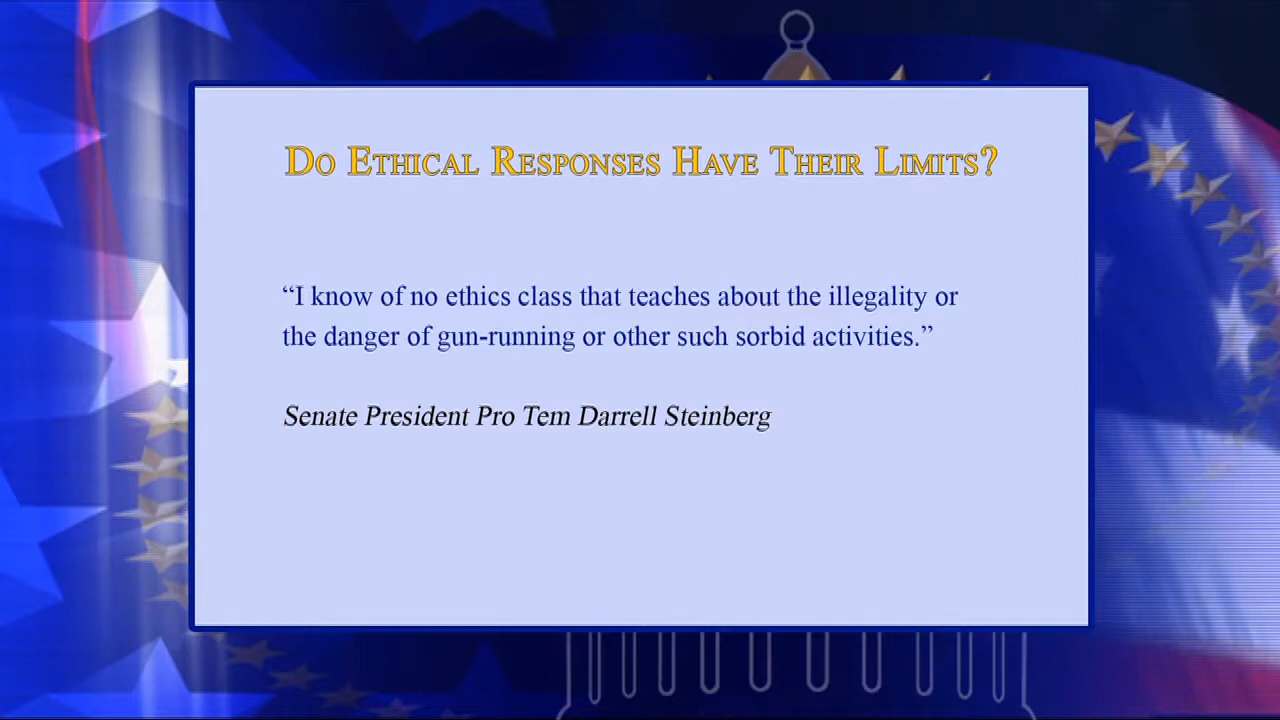 Do Ethical Responses Have Their Limits?
“I know of no ethics class that teaches about the illegality or
the danger of gun-running or other such sorbid activities.”
Senate President Pro Tem Darrell Steinberg